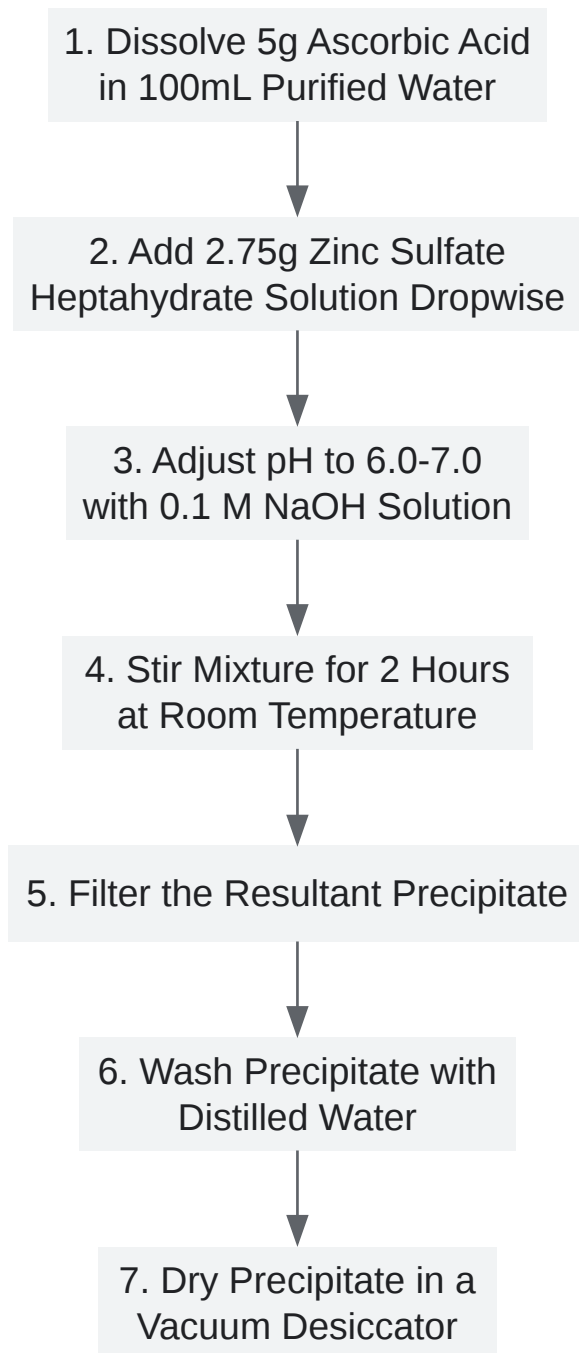 1. Dissolve 5g Ascorbic Acid
in 100mL Purified Water
2. Add 2.75g Zinc Sulfate
Heptahydrate Solution Dropwise
3. Adjust pH to 6.0-7.0
with 0.1 M NaOH Solution
4. Stir Mixture for 2 Hours
at Room Temperature
5. Filter the Resultant Precipitate
6. Wash Precipitate with
Distilled Water
7. Dry Precipitate in a
Vacuum Desiccator